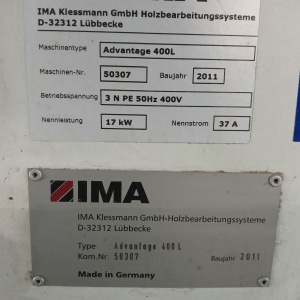 IMA Klessmann GmbH Holzbearbeitungssysteme
D-32312 Lübbecke
Maschinentype Advantage 400L
Maschinen-Nr. 50307 Baujahr 2011
Betriebsspannung 3 N PE 50Hz 400V
Nennleistung 17 kW Nennstrom 37 A
IMA
IMA Klessmann GmbH-Holzbearbeitungssysteme
D-32312 Lübbecke
Type Advantage 400 L
Kom.Nr. 50307 Baujahr 2011
Made in Germany